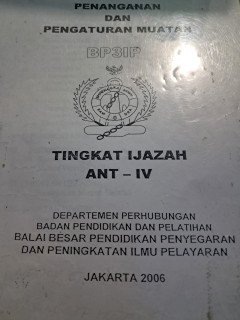 PENANGANAN
DAN
PENGATURAN MUATAN
BP3IP
TINGKAT IJAZAH
ANT – IV
DEPARTEMEN PERHUBUNGAN
BADAN PENDIDIKAN DAN PELATIHAN
BALAI BESAR PENDIDIKAN PENYEGARAN
DAN PENINGKATAN ILMU PELAYARAN
JAKARTA 2006